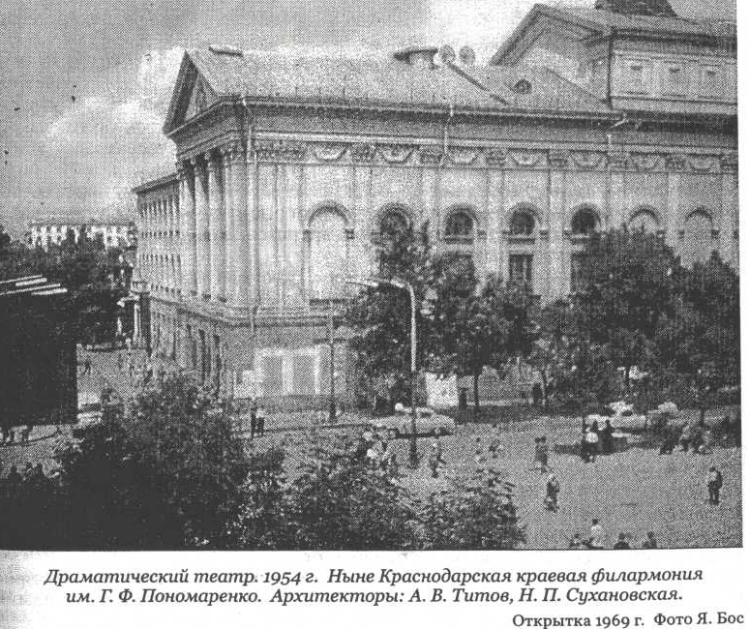 Драматический театр. 1954 г. Ныне Краснодарская краевая филармония
им. Г. Ф. Пономаренко. Архитекторы: А. В. Титов, Н. П. Сухановская.
Открытка 1969 г. Фото Я. Бос